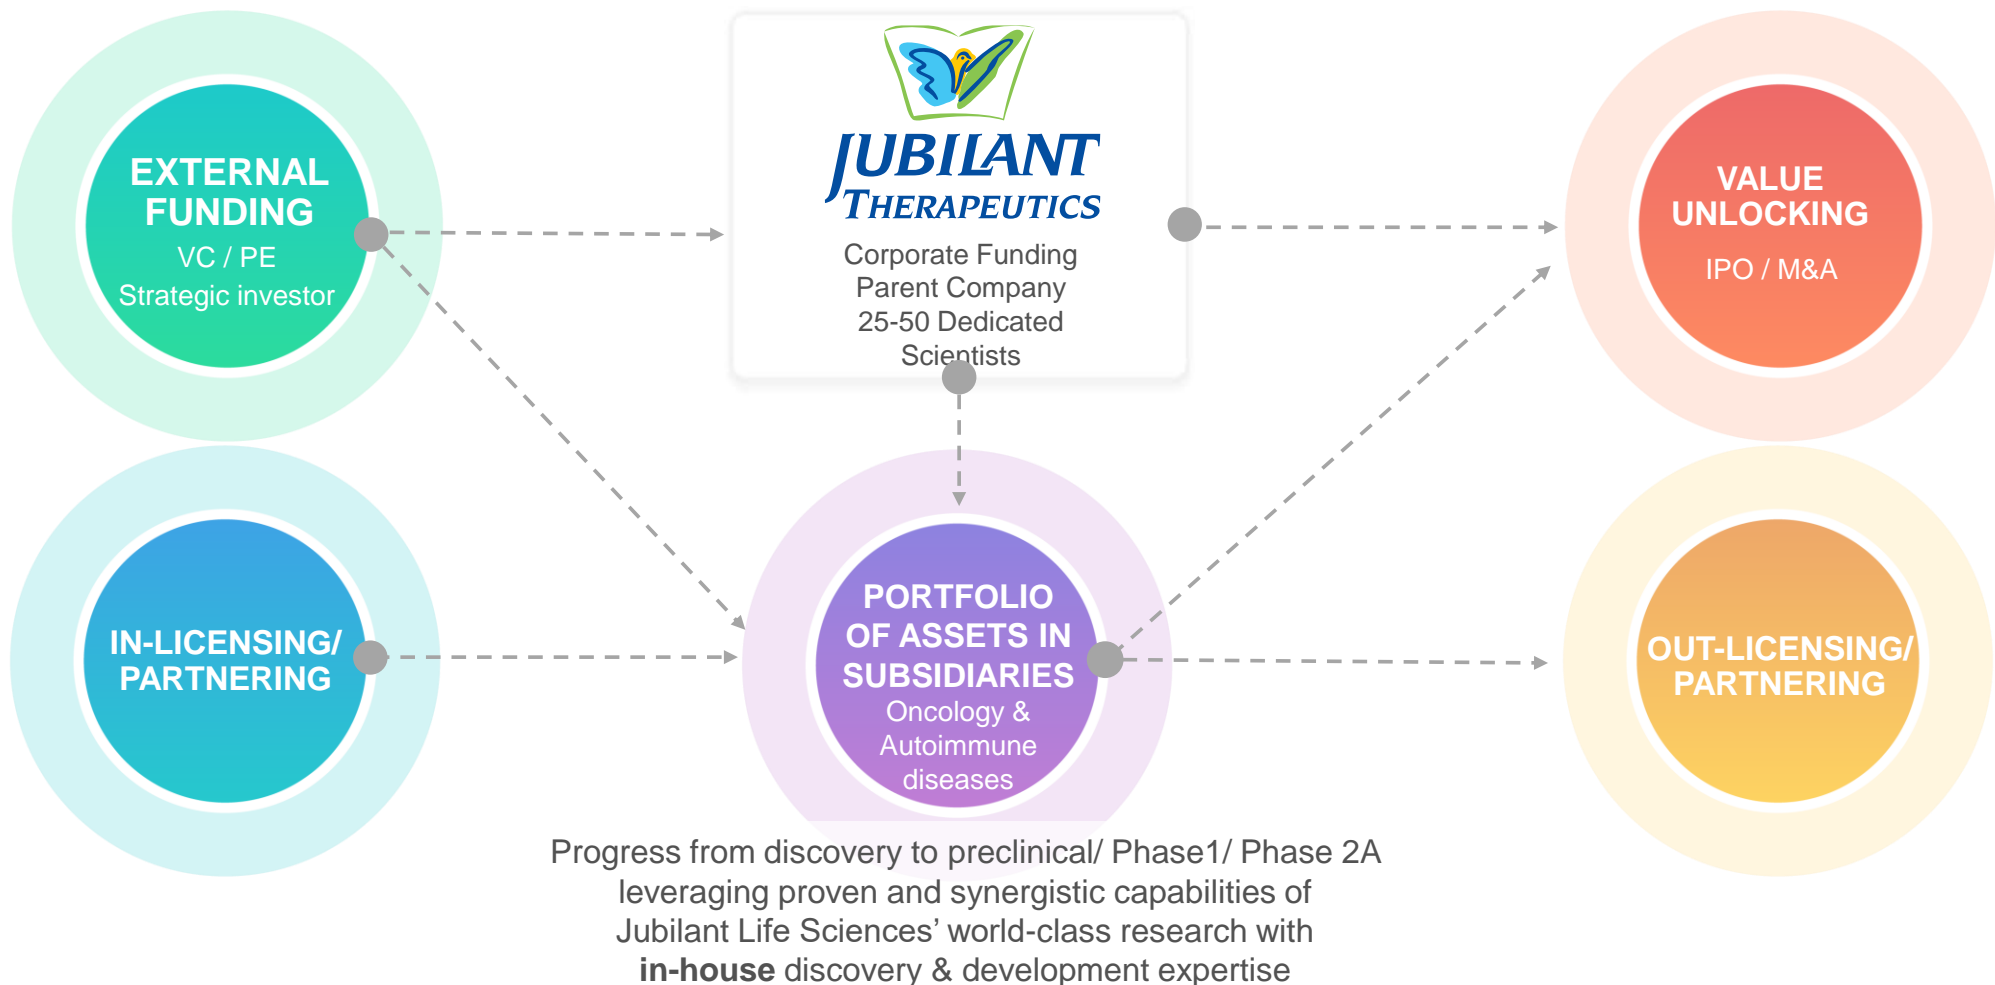 EXTERNAL
FUNDING
VC / PE
Strategic investor
JUBILANT
THERAPEUTICS
Corporate Funding
Parent Company
25-50 Dedicated
Scientists
VALUE
UNLOCKING
IPO / M&A
IN-LICENSING/
PARTNERING
PORTFOLIO
OF ASSETS IN
SUBSIDIARIES
Oncology &
Autoimmune
diseases
OUT-LICENSING/
PARTNERING
Progress from discovery to preclinical/ Phase1/ Phase 2A
leveraging proven and synergistic capabilities of
Jubilant Life Sciences’ world-class research with
in-house discovery & development expertise